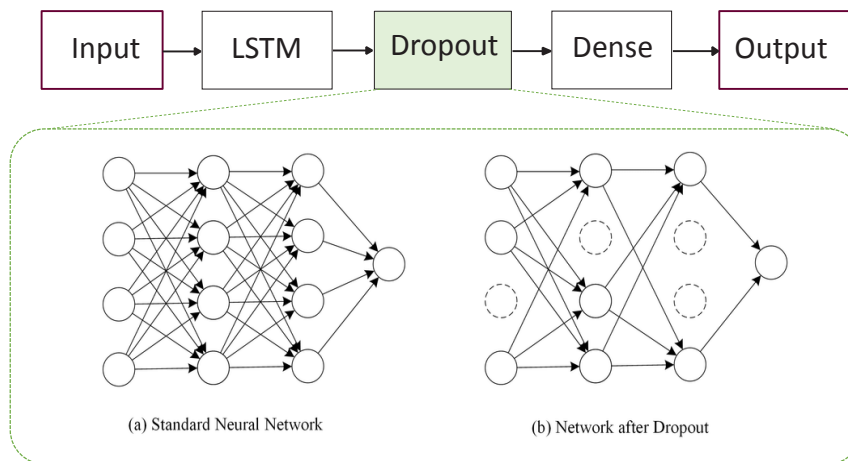 Input
LSTM
Dropout
Dense
Output
(a) Standard Neural Network
(b) Network after Dropout